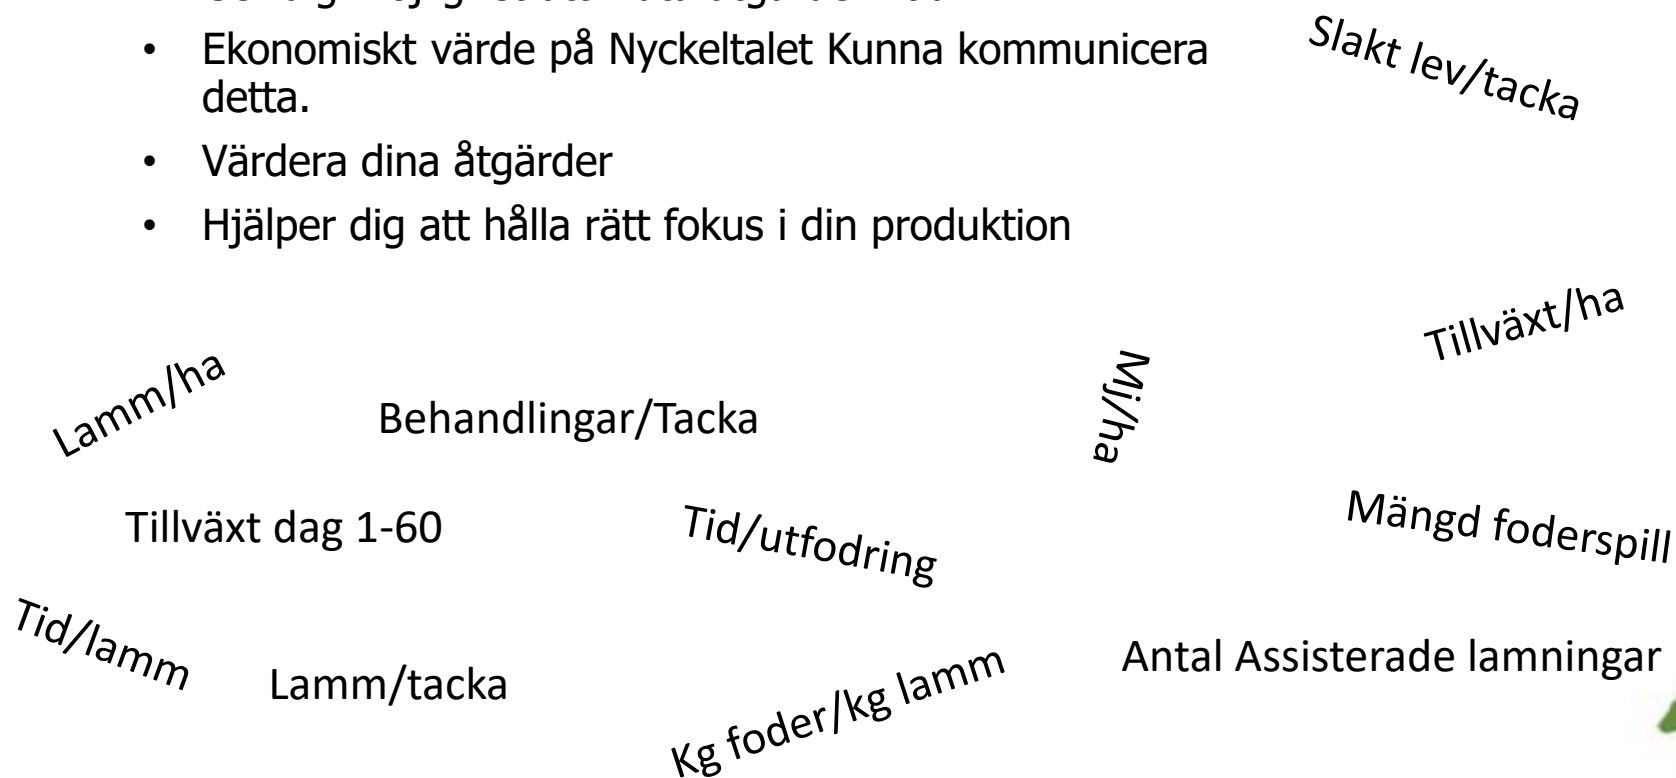 • Ekonomiskt värde på Nyckeltalet Kunna kommunicera
detta.
• Värdera dina åtgärder
• Hjälper dig att hålla rätt fokus i din produktion
Slakt lev/tacka
Tillväxt/ha
Lamm/ha
Behandlingar/Tacka
Mj/ha
Tillväxt dag 1-60
Tid/utfodring
Mängd foderspill
Tid/lamm
Lamm/tacka
Kg foder/kg lamm
Antal Assisterade lamningar